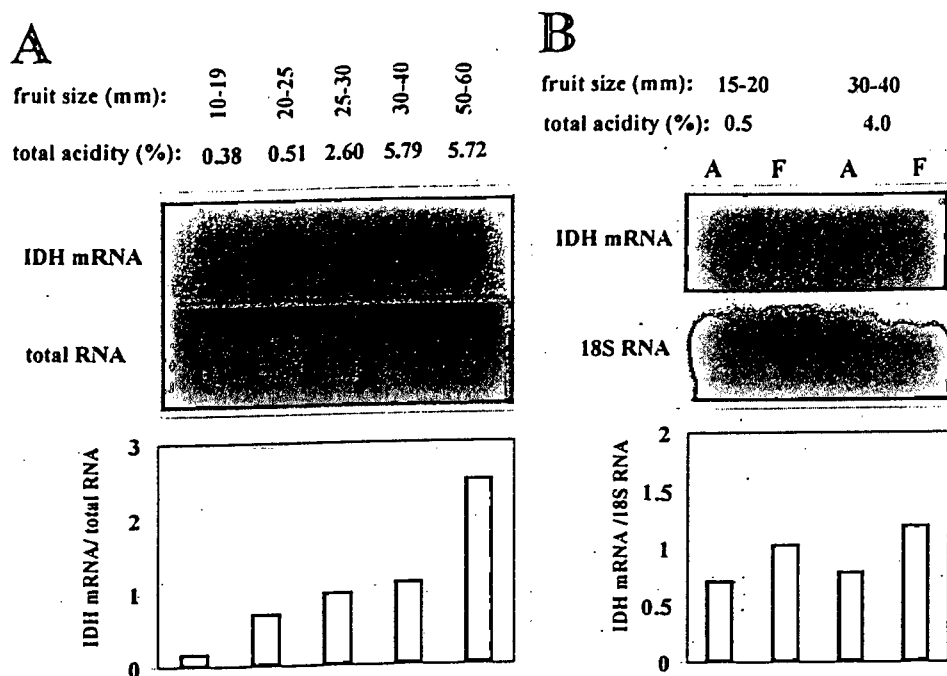 A
fruit size (mm): 10-19 20-25 25-30 30-40 50-60
total acidity (%): 0.38 0.51 2.60 5.79 5.72
IDH mRNA
total RNA
IDH mRNA/ total RNA
3
2
1
0
B
fruit size (mm): 15-20 30-40
total acidity (%): 0.5 4.0
A F A F
IDH mRNA
18S RNA
IDH mRNA /18S RNA
2
1.5
1
0.5
0